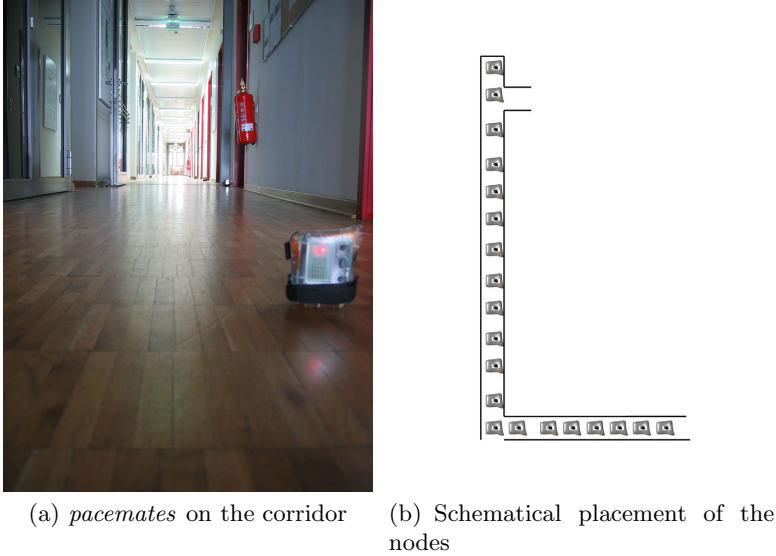 (a) pacemates on the corridor
(b) Schematical placement of the
nodes